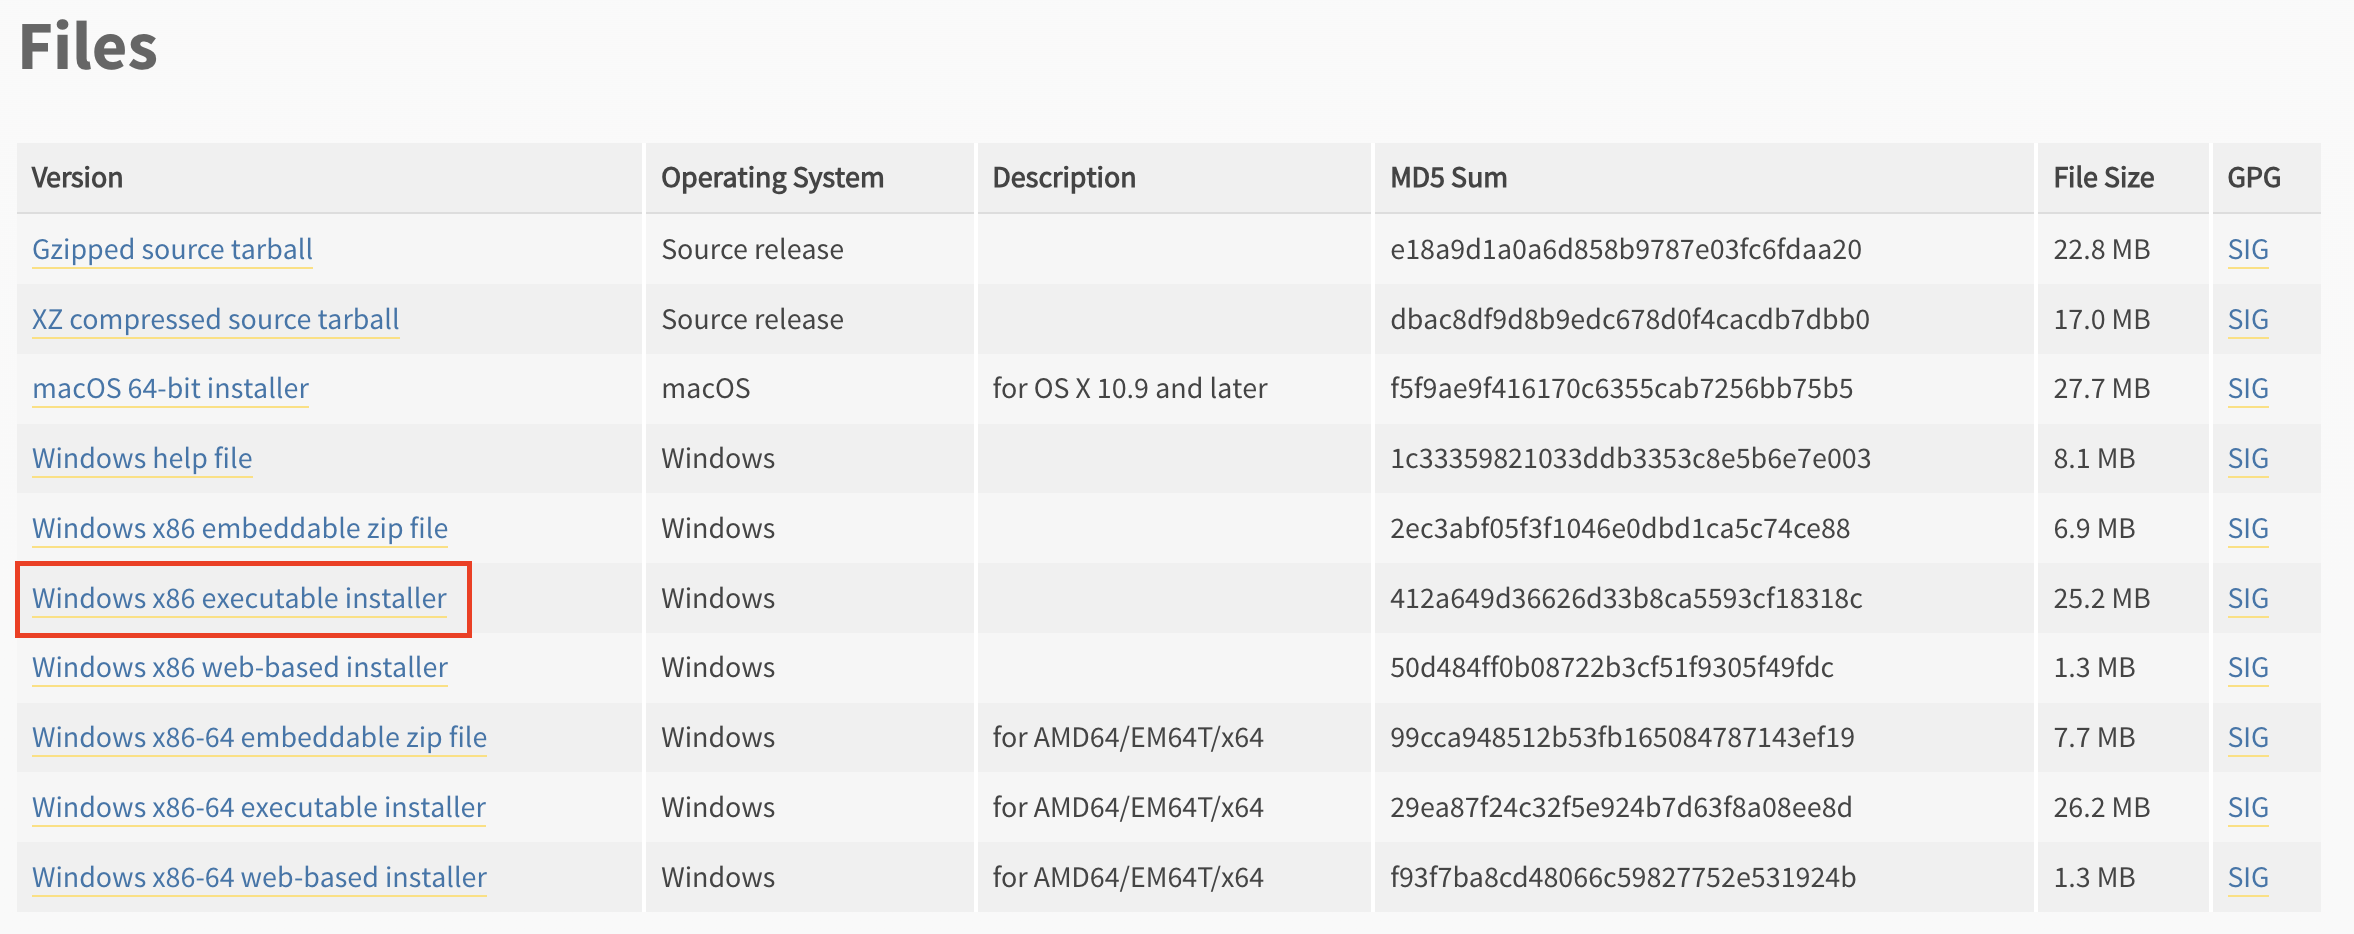 Files
Version Operating System Description MD5 Sum File Size GPG
Gzipped source tarball Source release e18a9d1a0a6d858b9787e03fc6fdaa20 22.8 MB SIG
XZ compressed source tarball Source release dbac8df9d8b9edc678d0f4cacdb7dbb0 17.0 MB SIG
macOS 64-bit installer macOS for OS X 10.9 and later f5f9ae9f416170c6355cab7256bb75b5 27.7 MB SIG
Windows help file Windows 1c33359821033ddb3353c8e5b6e7e003 8.1 MB SIG
Windows x86 embeddable zip file Windows 2ec3abf05f3f1046e0dbd1ca5c74ce88 6.9 MB SIG
Windows x86 executable installer Windows 412a649d36626d33b8ca5593cf18318c 25.2 MB SIG
Windows x86 web-based installer Windows 50d484ff0b08722b3cf51f9305f49fdc 1.3 MB SIG
Windows x86-64 embeddable zip file Windows for AMD64/EM64T/x64 99cca948512b53fb165084787143ef19 7.7 MB SIG
Windows x86-64 executable installer Windows for AMD64/EM64T/x64 29ea87f24c32f5e924b7d63f8a08ee8d 26.2 MB SIG
Windows x86-64 web-based installer Windows for AMD64/EM64T/x64 f93f7ba8cd48066c59827752e531924b 1.3 MB SIG